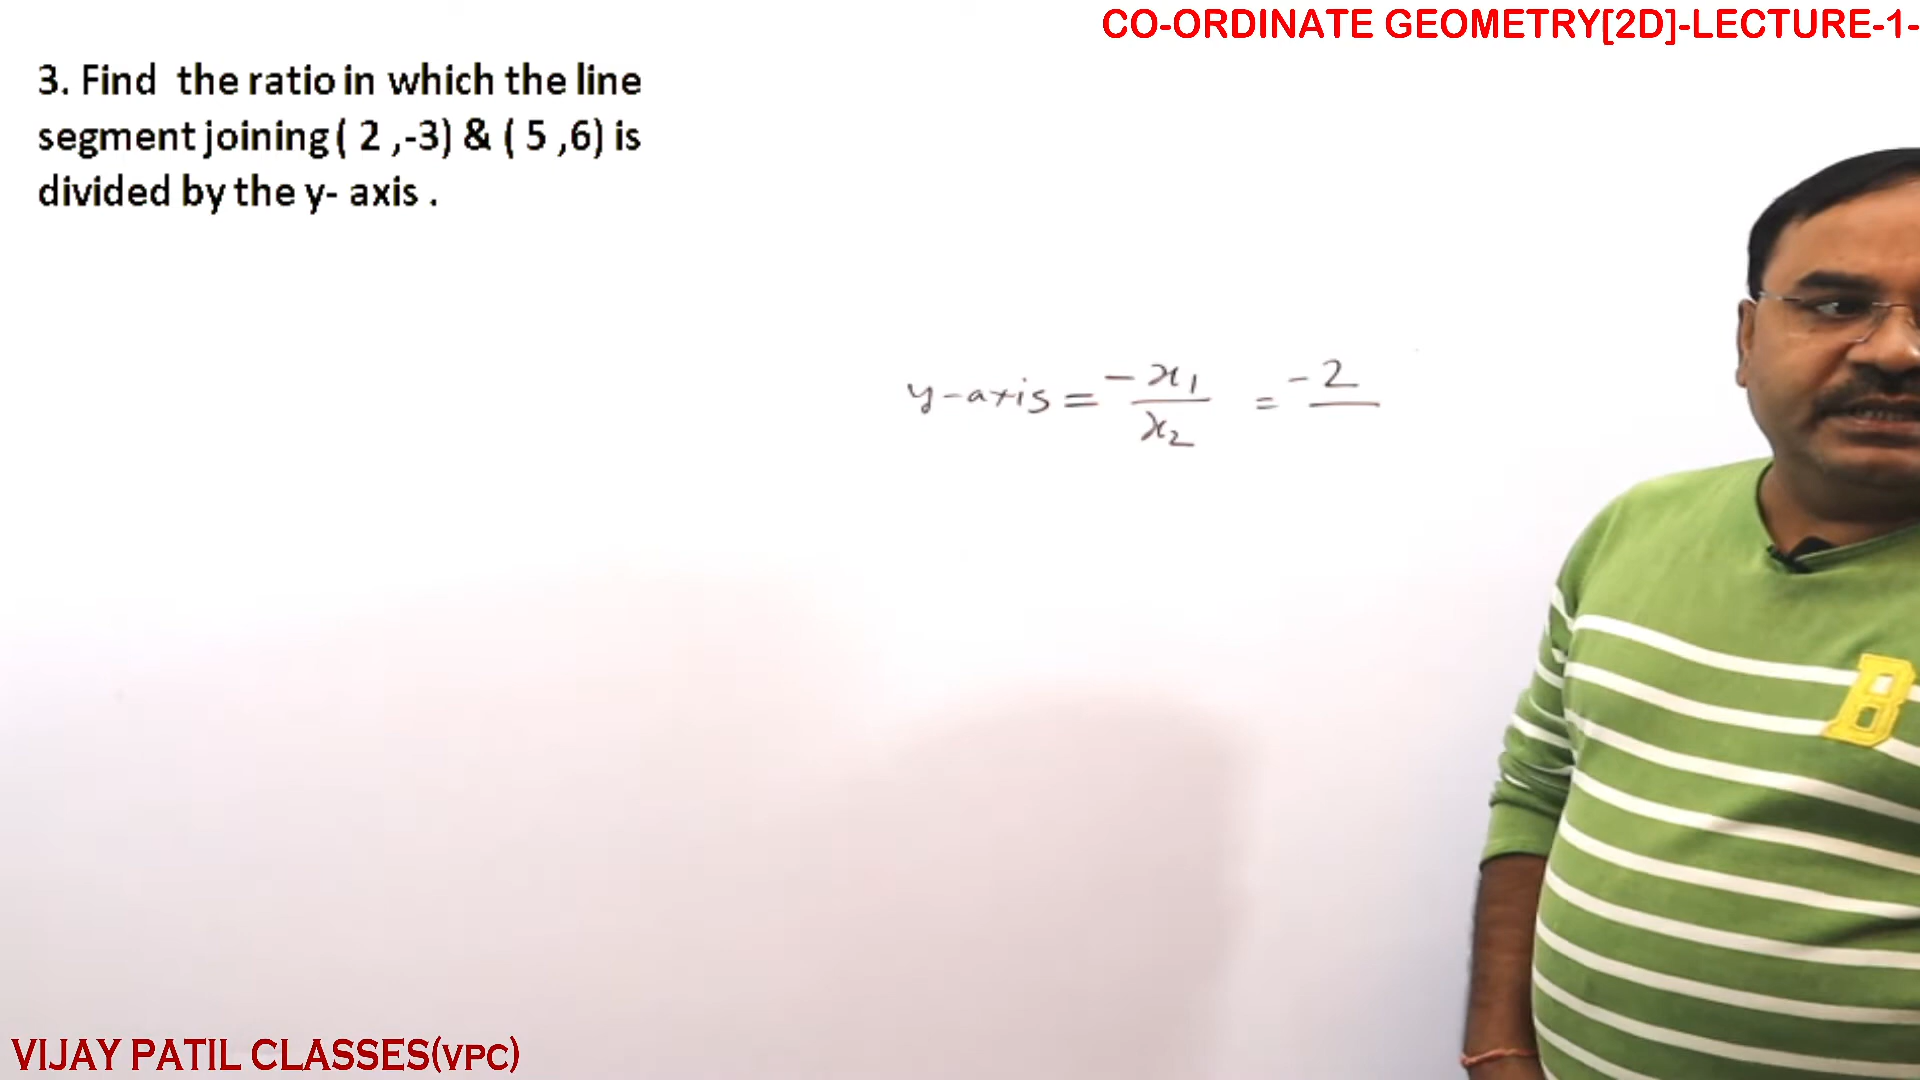 CO-ORDINATE GEOMETRY[2D]-LECTURE-1-
3. Find the ratio in which the line
segment joining ( 2 ,-3) & ( 5 ,6) is
divided by the y- axis .
y-axis = -x1/x2 = -2/
B
VIJAY PATIL CLASSES(VPC)